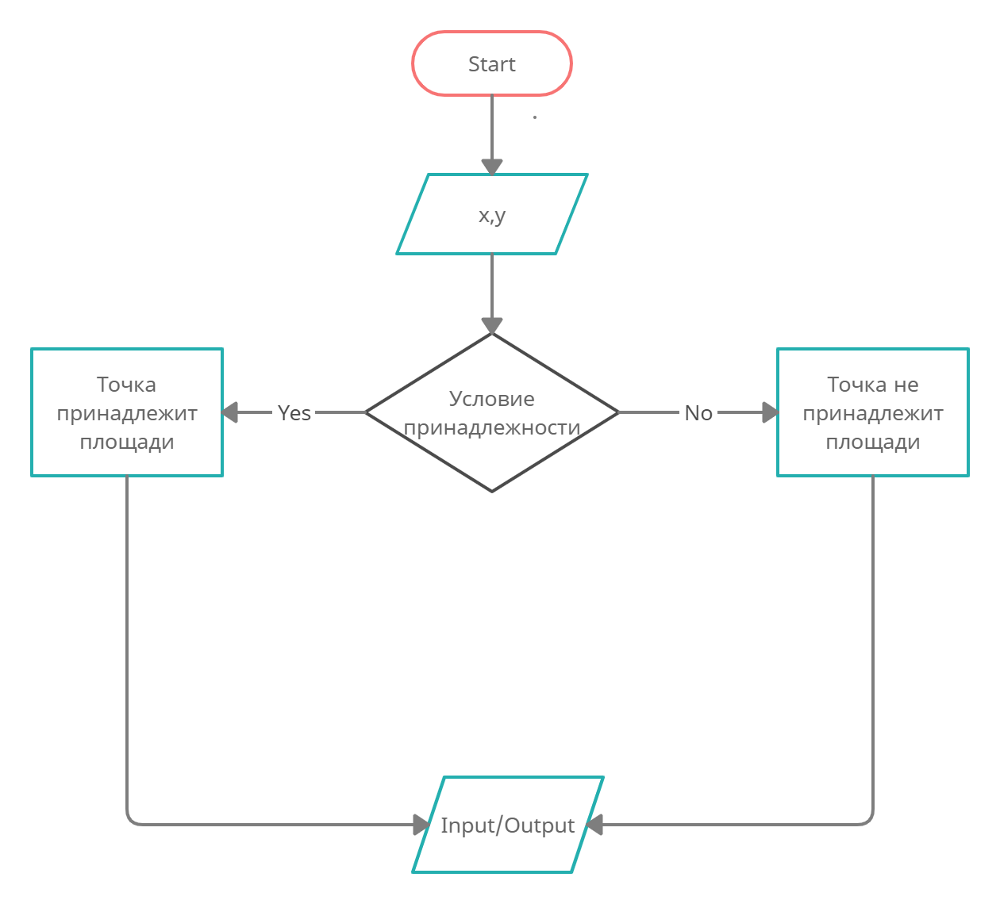 Start
x,y
Условие
принадлежности
Yes
No
Точка
принадлежит
площади
Точка не
принадлежит
площади
Input/Output